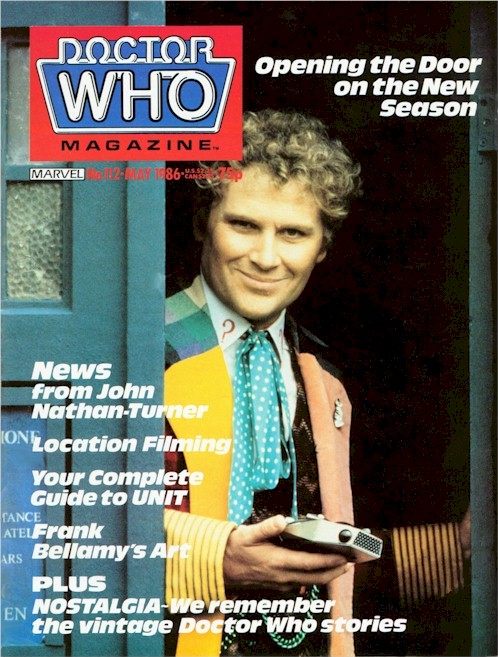 DOCTOR
WHO
MAGAZINE TM
MARVEL No 112·MAY 1986· 75p
Opening the Door
on the New
Season
?
News
from John
Nathan-Turner
Location Filming
Your Complete
Guide to UNIT
Frank
Bellamy's Art
PLUS
NOSTALGIA-We remember
the vintage Doctor Who stories
EN